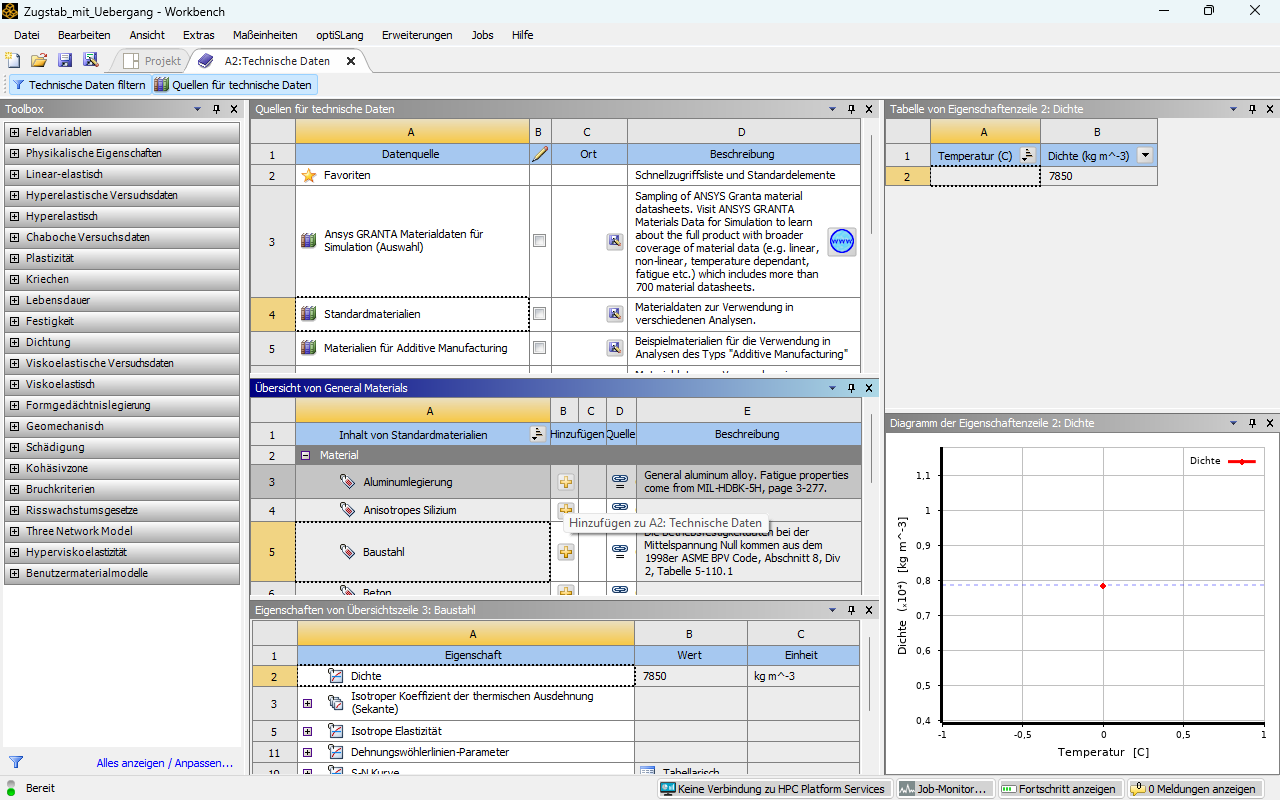 Zugstab_mit_Uebergang - Workbench
Datei Bearbeiten Ansicht Extras Maßeinheiten optiSLang Erweiterungen Jobs Hilfe
Projekt A2:Technische Daten
Technische Daten filtern Quellen für technische Daten
Toolbox
Feldvariablen
Physikalische Eigenschaften
Linear-elastisch
Hyperelastische Versuchsdaten
Hyperelastisch
Chaboche Versuchsdaten
Plastizität
Kriechen
Lebensdauer
Festigkeit
Dichtung
Viskoelastische Versuchsdaten
Viskoelastisch
Formgedächtnislegierung
Geomechanisch
Schädigung
Kohäsivzone
Bruchkriterien
Risswachstumsgesetze
Three Network Model
Hyperviskoelastizität
Benutzermaterialmodelle
Alles anzeigen / Anpassen...
Quellen für technische Daten
A B C D
1 Datenquelle Ort Beschreibung
2 Favoriten Schnellzugriffsliste und Standardelemente
3 Ansys GRANTA Materialdaten für
Simulation (Auswahl)
Sampling of ANSYS Granta material
datasheets. Visit ANSYS GRANTA
Materials Data for Simulation to learn
about the full product with broader
coverage of material data (e.g. linear,
non-linear, temperature dependant,
fatigue etc.) which includes more than
700 material datasheets.
www
4 Standardmaterialien
Materialdaten zur Verwendung in
verschiedenen Analysen.
5 Materialien für Additive Manufacturing
Beispielmaterialien für die Verwendung in
Analysen des Typs "Additive Manufacturing"
Übersicht von General Materials
A B C D E
1 Inhalt von Standardmaterialien Hinzufügen Quelle Beschreibung
2 Material
3 Aluminumlegierung
General aluminum alloy. Fatigue properties
come from MIL-HDBK-5H, page 3-277.
4 Anisotropes Silizium
Hinzufügen zu A2: Technische Daten
5 Baustahl
Die Betriebsfestigkeitdaten bei der
Mittelspannung Null kommen aus dem
1998er ASME BPV Code, Abschnitt 8, Div
2, Tabelle 5-110.1
6 Beton
Eigenschaften von Übersichtszeile 3: Baustahl
A B C
1 Eigenschaft Wert Einheit
2 Dichte 7850 kg m^-3
3 Isotroper Koeffizient der thermischen Ausdehnung
(Sekante)
5 Isotrope Elastizität
11 Dehnungswöhlerlinien-Parameter
S-N Kurve Tabellarisch
Tabelle von Eigenschaftenzeile 2: Dichte
A B
1 Temperatur (C) Dichte (kg m^-3)
2 7850
Diagramm der Eigenschaftenzeile 2: Dichte
Dichte
1,1
1
0,9
0,8
0,7
0,6
0,5
0,4
Dichte (×10⁴) [kg m^-3]
-1 -0,5 0 0,5 1
Temperatur [C]
Bereit
Keine Verbindung zu HPC Platform Services Job-Monitor... Fortschritt anzeigen 0 Meldungen anzeigen